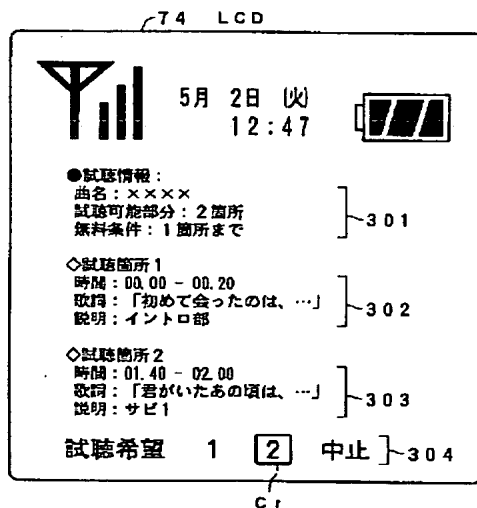 74 LCD
5月 2日 (火)
12:47
●試聴情報：
曲名：××××
試聴可能部分：2箇所
無料条件：1箇所まで
301
◇試聴箇所1
時間：00.00 - 00.20
歌詞：「初めて会ったのは、…」
説明：イントロ部
302
◇試聴箇所2
時間：01.40 - 02.00
歌詞：「君がいたあの頃は、…」
説明：サビ1
303
試聴希望 1 2 中止
304
Cr